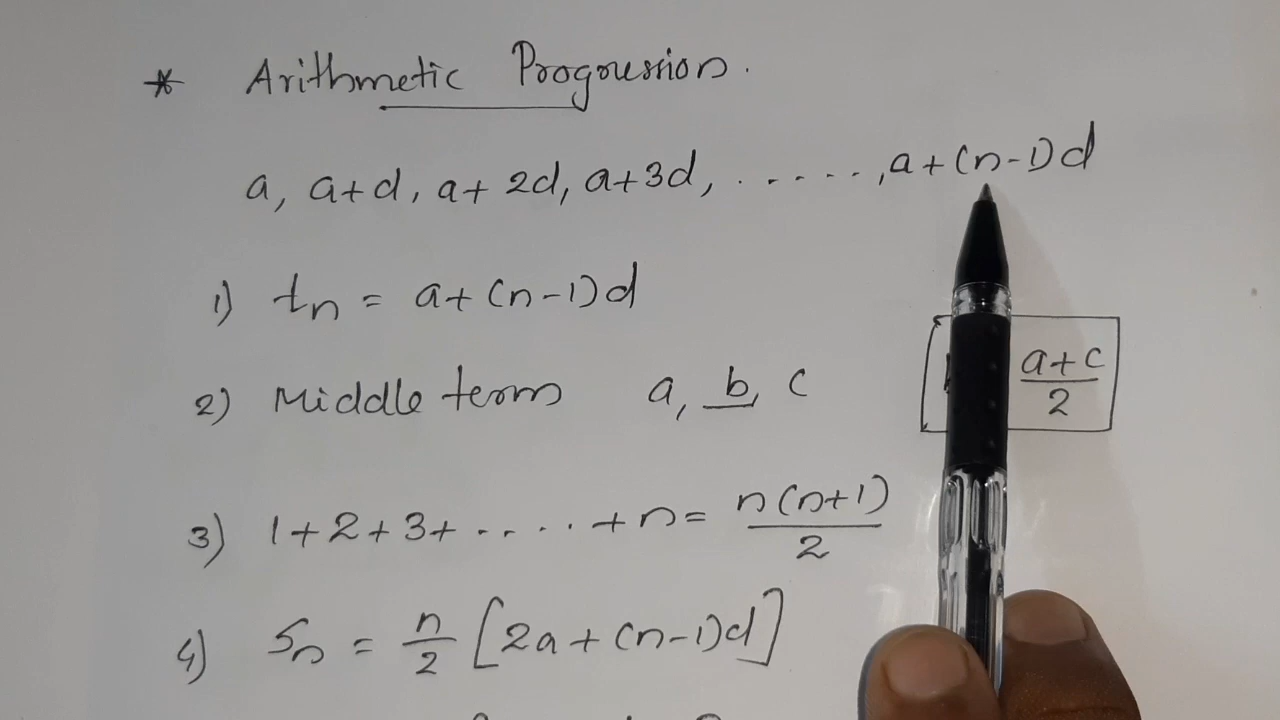 * Arithmetic Progression.
a, a+d, a+2d, a+3d, ......, a+(n-1)d
1) tn = a+(n-1)d
2) Middle term a, b, c a+c/2
3) 1+2+3+.....+n= n(n+1)/2
4) Sn = n/2 [2a+(n-1)d]